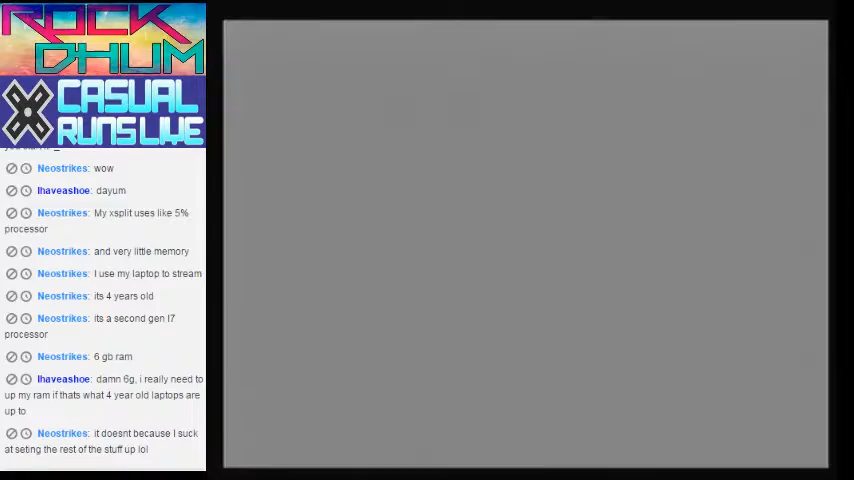 ROCK
DHUM
CASUAL
RUNS LIVE
Neostrikes: wow
Ihaveashoe: dayum
Neostrikes: My xsplit uses like 5%
processor
Neostrikes: and very little memory
Neostrikes: I use my laptop to stream
Neostrikes: its 4 years old
Neostrikes: its a second gen I7
processor
Neostrikes: 6 gb ram
Ihaveashoe: damn 6g, i really need to
up my ram if thats what 4 year old laptops are
up to
Neostrikes: it doesnt because I suck
at seting the rest of the stuff up lol